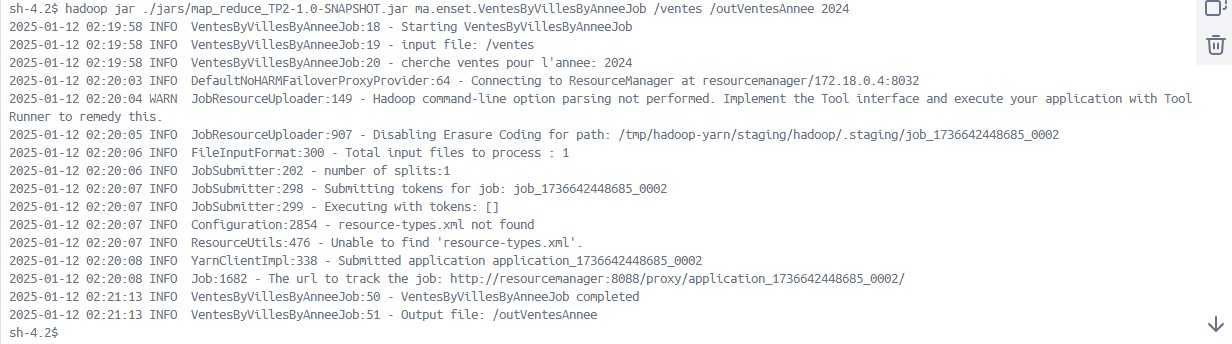 sh-4.2$ hadoop jar ./jars/map_reduce_TP2-1.0-SNAPSHOT.jar ma.enset.VentesByVillesByAnneeJob /ventes /outVentesAnnee 2024
2025-01-12 02:19:58 INFO  VentesByVillesByAnneeJob:18 - Starting VentesByVillesByAnneeJob
2025-01-12 02:19:58 INFO  VentesByVillesByAnneeJob:19 - input file: /ventes
2025-01-12 02:19:58 INFO  VentesByVillesByAnneeJob:20 - cherche ventes pour l'annee: 2024
2025-01-12 02:20:03 INFO  DefaultNoHARMFailoverProxyProvider:64 - Connecting to ResourceManager at resourcemanager/172.18.0.4:8032
2025-01-12 02:20:04 WARN  JobResourceUploader:149 - Hadoop command-line option parsing not performed. Implement the Tool interface and execute your application with Tool
Runner to remedy this.
2025-01-12 02:20:05 INFO  JobResourceUploader:907 - Disabling Erasure Coding for path: /tmp/hadoop-yarn/staging/hadoop/.staging/job_1736642448685_0002
2025-01-12 02:20:06 INFO  FileInputFormat:300 - Total input files to process : 1
2025-01-12 02:20:06 INFO  JobSubmitter:202 - number of splits:1
2025-01-12 02:20:07 INFO  JobSubmitter:298 - Submitting tokens for job: job_1736642448685_0002
2025-01-12 02:20:07 INFO  JobSubmitter:299 - Executing with tokens: []
2025-01-12 02:20:07 INFO  Configuration:2854 - resource-types.xml not found
2025-01-12 02:20:07 INFO  ResourceUtils:476 - Unable to find 'resource-types.xml'.
2025-01-12 02:20:08 INFO  YarnClientImpl:338 - Submitted application application_1736642448685_0002
2025-01-12 02:20:08 INFO  Job:1682 - The url to track the job: http://resourcemanager:8088/proxy/application_1736642448685_0002/
2025-01-12 02:21:13 INFO  VentesByVillesByAnneeJob:50 - VentesByVillesByAnneeJob completed
2025-01-12 02:21:13 INFO  VentesByVillesByAnneeJob:51 - Output file: /outVentesAnnee
sh-4.2$